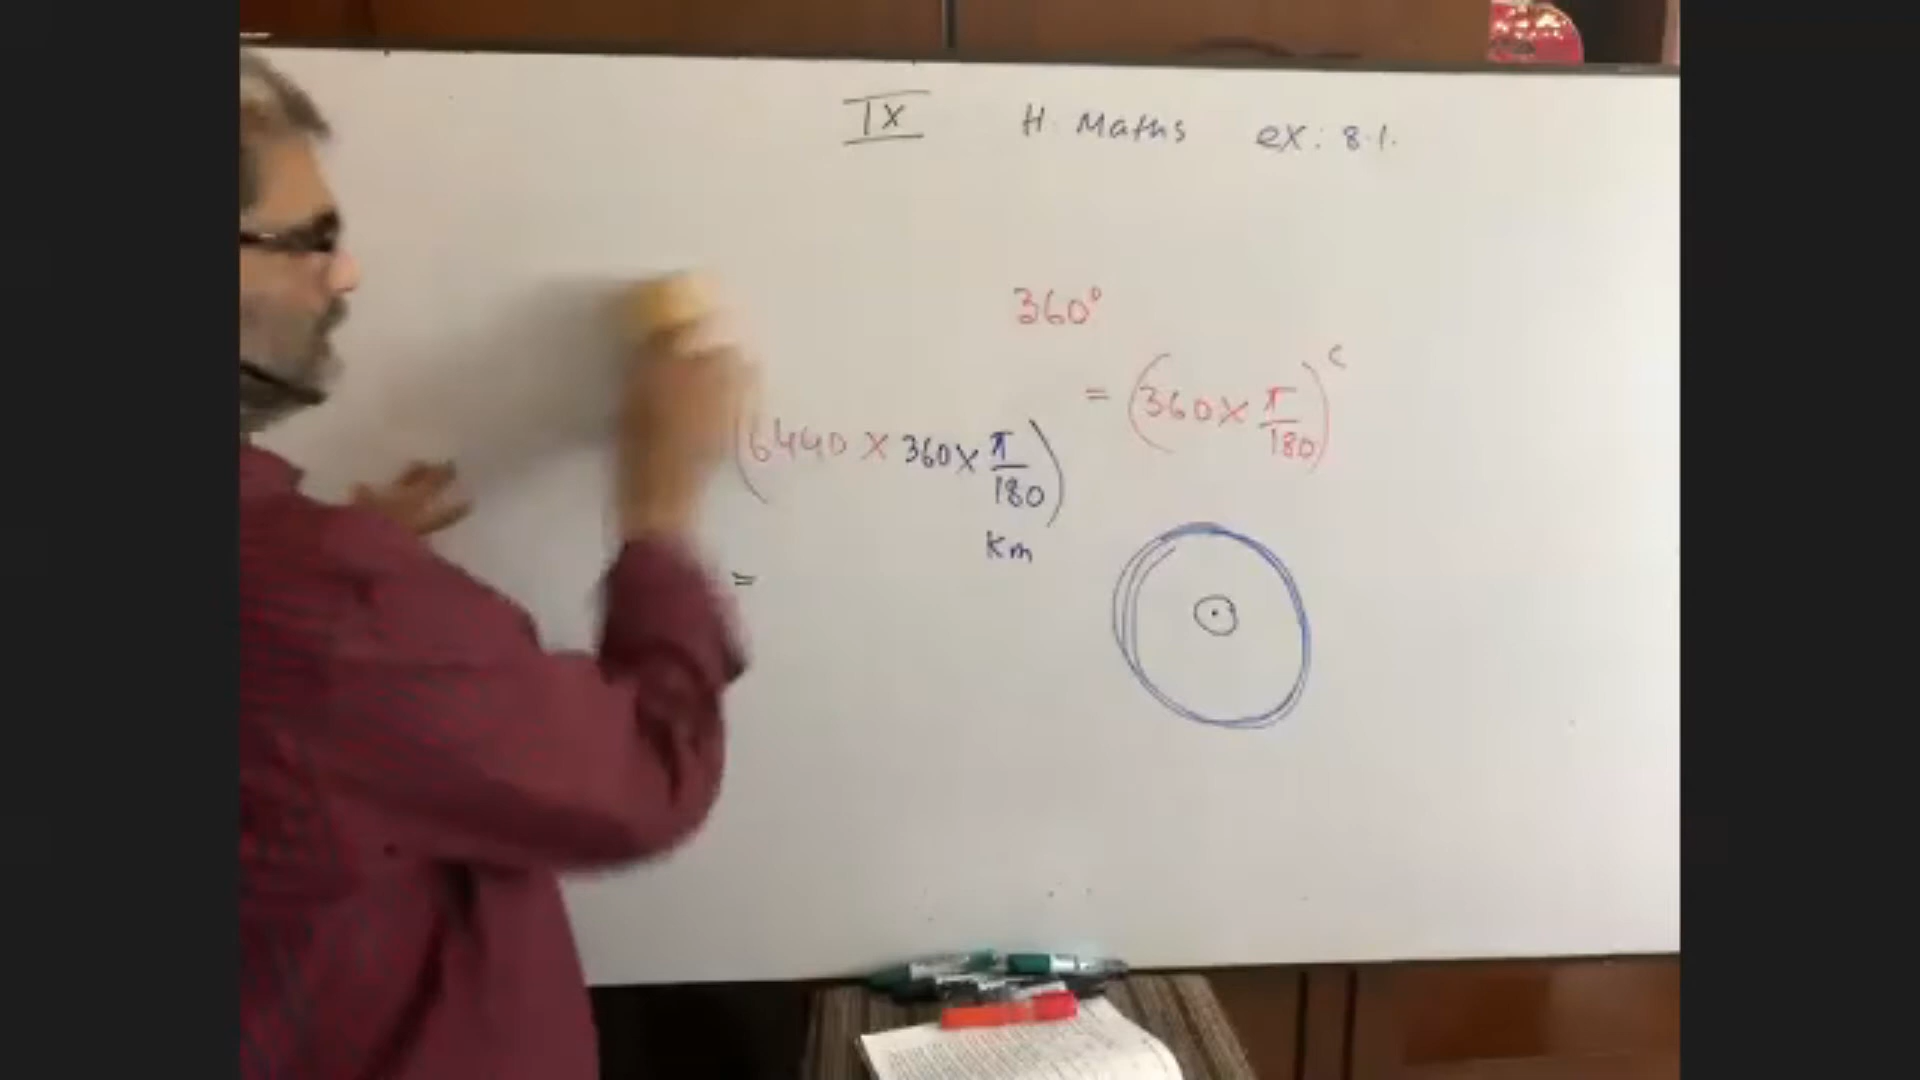 IX H. Maths ex: 8.1.
360°
= (360 × π/180)ᶜ
(6440 × 360 × π/180)
Km
=